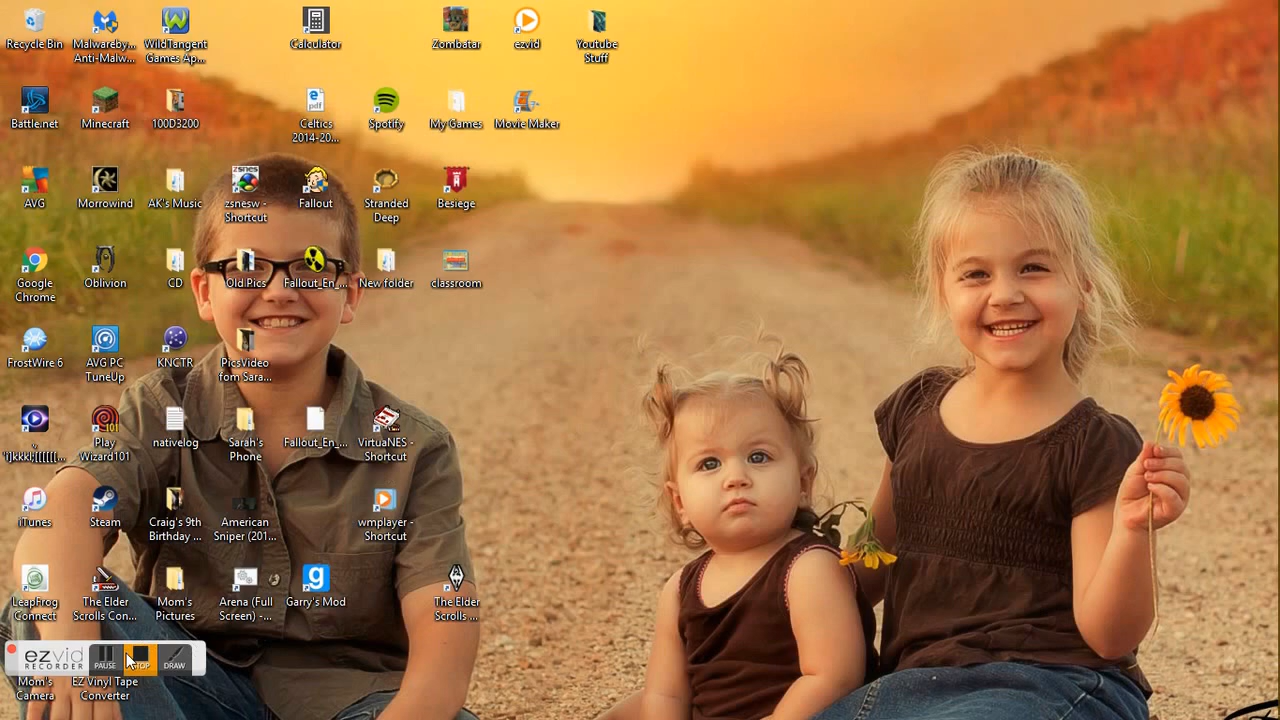 Recycle Bin
Malwareby...
Anti-Malw...
WildTangent
Games Ap...
Calculator
Zombatar
ezvid
Youtube
Stuff
Battle.net
Minecraft
100D3200
Celtics
2014-20...
Spotify
My Games
Movie Maker
AVG
Morrowind
AK's Music
zsnesw -
Shortcut
Fallout
Stranded
Deep
Besiege
Google
Chrome
Oblivion
CD
Old Pics
Fallout_En_...
New folder
classroom
FrostWire 6
AVG PC
TuneUp
KNCTR
PicsVideo
fom Sara...
Play
Wizard101
nativelog
Sarah's
Phone
Fallout_En_...
VirtuaNES -
Shortcut
iTunes
Steam
Craig's 9th
Birthday ...
American
Sniper (201...
wmplayer -
Shortcut
LeapFrog
Connect
The Elder
Scrolls Con...
Mom's
Pictures
Arena (Full
Screen) -...
Garry's Mod
The Elder
Scrolls ...
ezvid
RECORDER
PAUSE
STOP
DRAW
Mom's
Camera
EZ Vinyl Tape
Converter